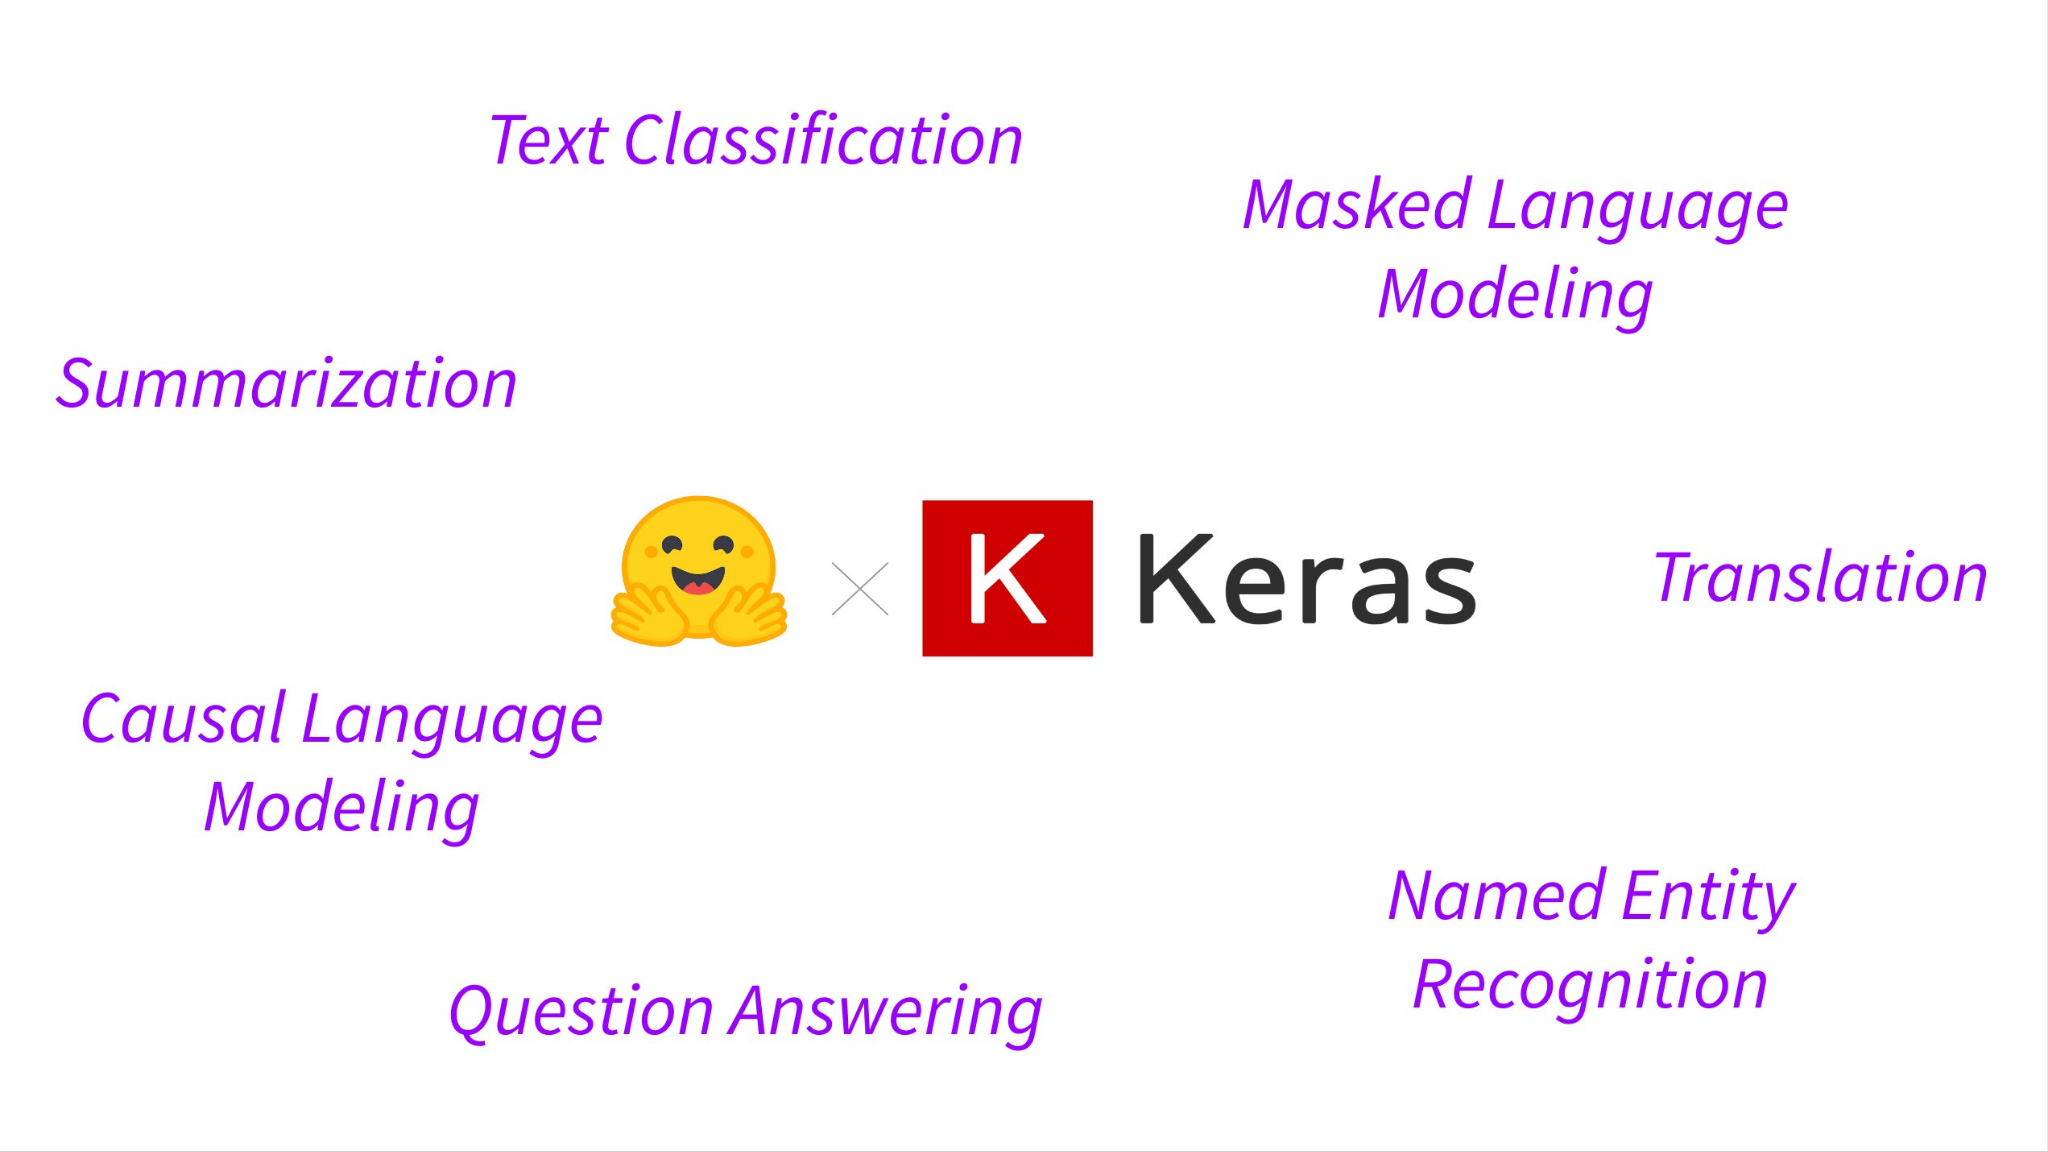 Text Classification
Masked Language
Modeling
Summarization
K Keras
Translation
Causal Language
Modeling
Named Entity
Recognition
Question Answering